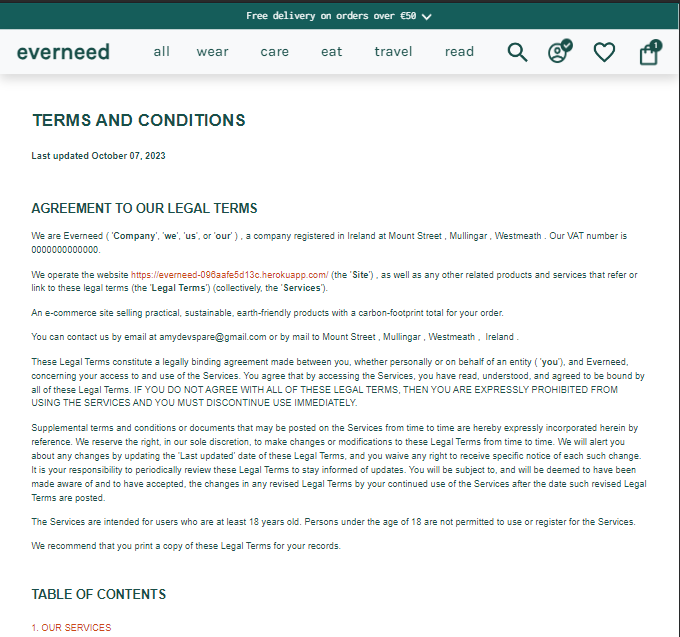 Free delivery on orders over €50
everneed
all wear care eat travel read
1
TERMS AND CONDITIONS
Last updated October 07, 2023
AGREEMENT TO OUR LEGAL TERMS
We are Everneed ( 'Company', 'we', 'us', or 'our' ) , a company registered in Ireland at Mount Street , Mullingar , Westmeath . Our VAT number is
0000000000000.
We operate the website https://everneed-096aafe5d13c.herokuapp.com/ (the 'Site') , as well as any other related products and services that refer or
link to these legal terms (the 'Legal Terms') (collectively, the 'Services').
An e-commerce site selling practical, sustainable, earth-friendly products with a carbon-footprint total for your order.
You can contact us by email at amydevspare@gmail.com or by mail to Mount Street , Mullingar , Westmeath , Ireland .
These Legal Terms constitute a legally binding agreement made between you, whether personally or on behalf of an entity ( 'you'), and Everneed,
concerning your access to and use of the Services. You agree that by accessing the Services, you have read, understood, and agreed to be bound by
all of these Legal Terms. IF YOU DO NOT AGREE WITH ALL OF THESE LEGAL TERMS, THEN YOU ARE EXPRESSLY PROHIBITED FROM
USING THE SERVICES AND YOU MUST DISCONTINUE USE IMMEDIATELY.
Supplemental terms and conditions or documents that may be posted on the Services from time to time are hereby expressly incorporated herein by
reference. We reserve the right, in our sole discretion, to make changes or modifications to these Legal Terms from time to time. We will alert you
about any changes by updating the 'Last updated' date of these Legal Terms, and you waive any right to receive specific notice of each such change.
It is your responsibility to periodically review these Legal Terms to stay informed of updates. You will be subject to, and will be deemed to have been
made aware of and to have accepted, the changes in any revised Legal Terms by your continued use of the Services after the date such revised Legal
Terms are posted.
The Services are intended for users who are at least 18 years old. Persons under the age of 18 are not permitted to use or register for the Services.
We recommend that you print a copy of these Legal Terms for your records.
TABLE OF CONTENTS
1. OUR SERVICES